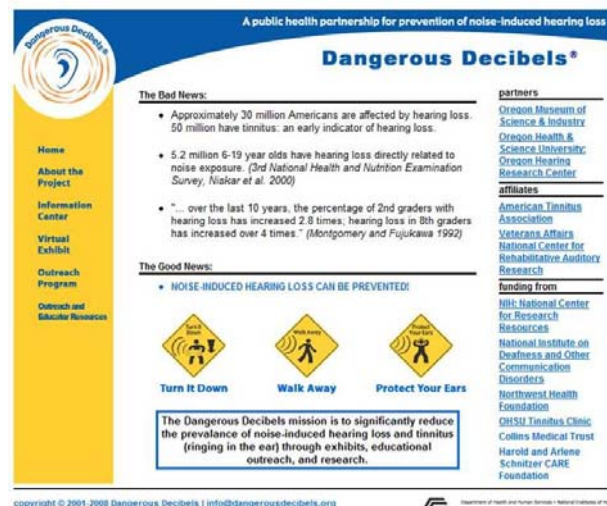 A public health partnership for prevention of noise-induced hearing loss
Dangerous Decibels®
Dangerous Decibels®
Home
About the
Project
Information
Center
Virtual
Exhibit
Outreach
Program
Outreach and
Educator Resources
The Bad News:
Approximately 30 million Americans are affected by hearing loss.
50 million have tinnitus: an early indicator of hearing loss.
5.2 million 6-19 year olds have hearing loss directly related to
noise exposure. (3rd National Health and Nutrition Examination
Survey, Niskar et al. 2000)
"... over the last 10 years, the percentage of 2nd graders with
hearing loss has increased 2.8 times; hearing loss in 8th graders
has increased over 4 times." (Montgomery and Fujukawa 1992)
The Good News:
NOISE-INDUCED HEARING LOSS CAN BE PREVENTED!
Turn It
Down
Walk Away
Protect
Your Ears
Turn It Down
Walk Away
Protect Your Ears
The Dangerous Decibels mission is to significantly reduce
the prevalance of noise-induced hearing loss and tinnitus
(ringing in the ear) through exhibits, educational
outreach, and research.
partners
Oregon Museum of
Science & Industry
Oregon Health &
Science University:
Oregon Hearing
Research Center
affiliates
American Tinnitus
Association
Veterans Affairs
National Center for
Rehabilitative Auditory
Research
funding from
NIH: National Center
for Research
Resources
National Institute on
Deafness and Other
Communication
Disorders
Northwest Health
Foundation
OHSU Tinnitus Clinic
Collins Medical Trust
Harold and Arlene
Schnitzer CARE
Foundation
copyright © 2001-2008 Dangerous Decibels | info@dangerousdecibels.org
Department of Health and Human Services • National Institutes of